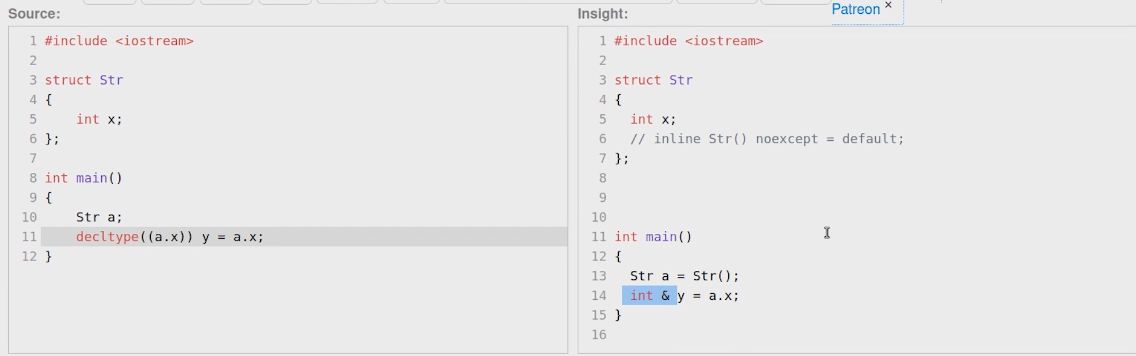 Patreon ×
Source:
1 #include <iostream>
2
3 struct Str
4 {
5     int x;
6 };
7
8 int main()
9 {
10     Str a;
11     decltype((a.x)) y = a.x;
12 }
Insight:
1 #include <iostream>
2
3 struct Str
4 {
5   int x;
6   // inline Str() noexcept = default;
7 };
8
9
10
11 int main()
12 {
13   Str a = Str();
14   int & y = a.x;
15 }
16